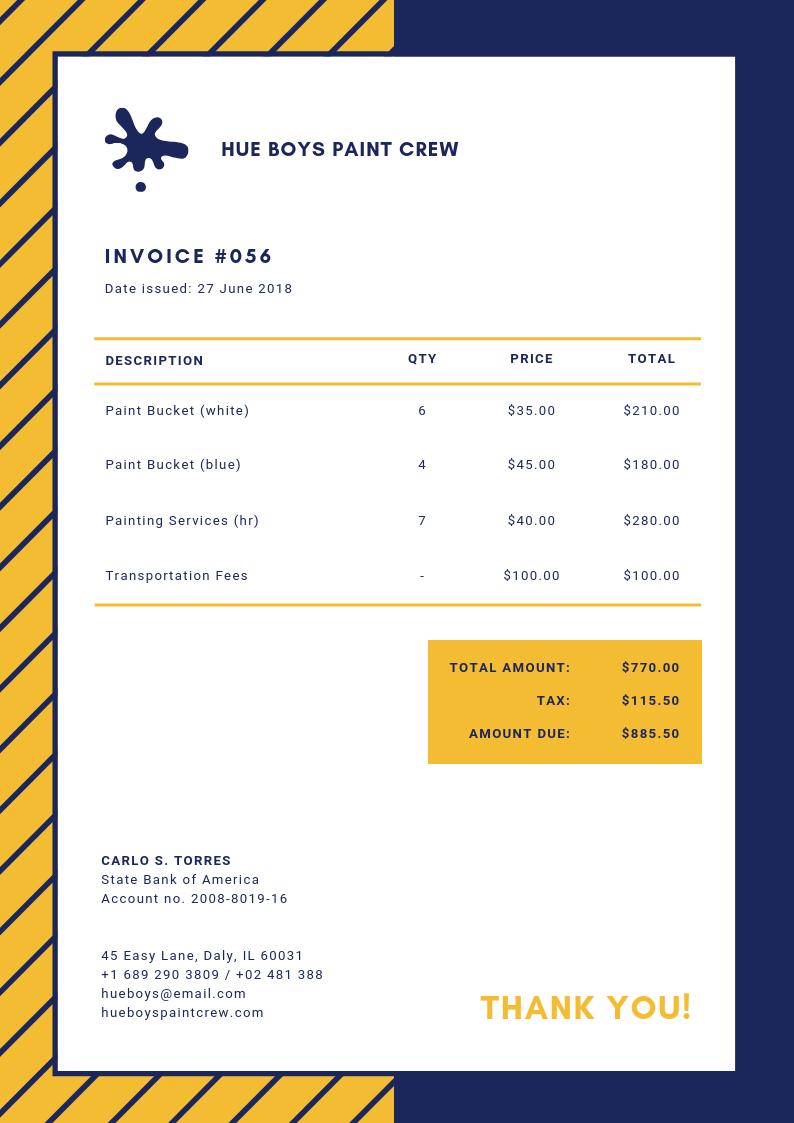 HUE BOYS PAINT CREW
INVOICE #056
Date issued: 27 June 2018
DESCRIPTION QTY PRICE TOTAL
Paint Bucket (white) 6 $35.00 $210.00
Paint Bucket (blue) 4 $45.00 $180.00
Painting Services (hr) 7 $40.00 $280.00
Transportation Fees - $100.00 $100.00
TOTAL AMOUNT: $770.00
TAX: $115.50
AMOUNT DUE: $885.50
CARLO S. TORRES
State Bank of America
Account no. 2008-8019-16
45 Easy Lane, Daly, IL 60031
+1 689 290 3809 / +02 481 388
hueboys@email.com
hueboyspaintcrew.com
THANK YOU!